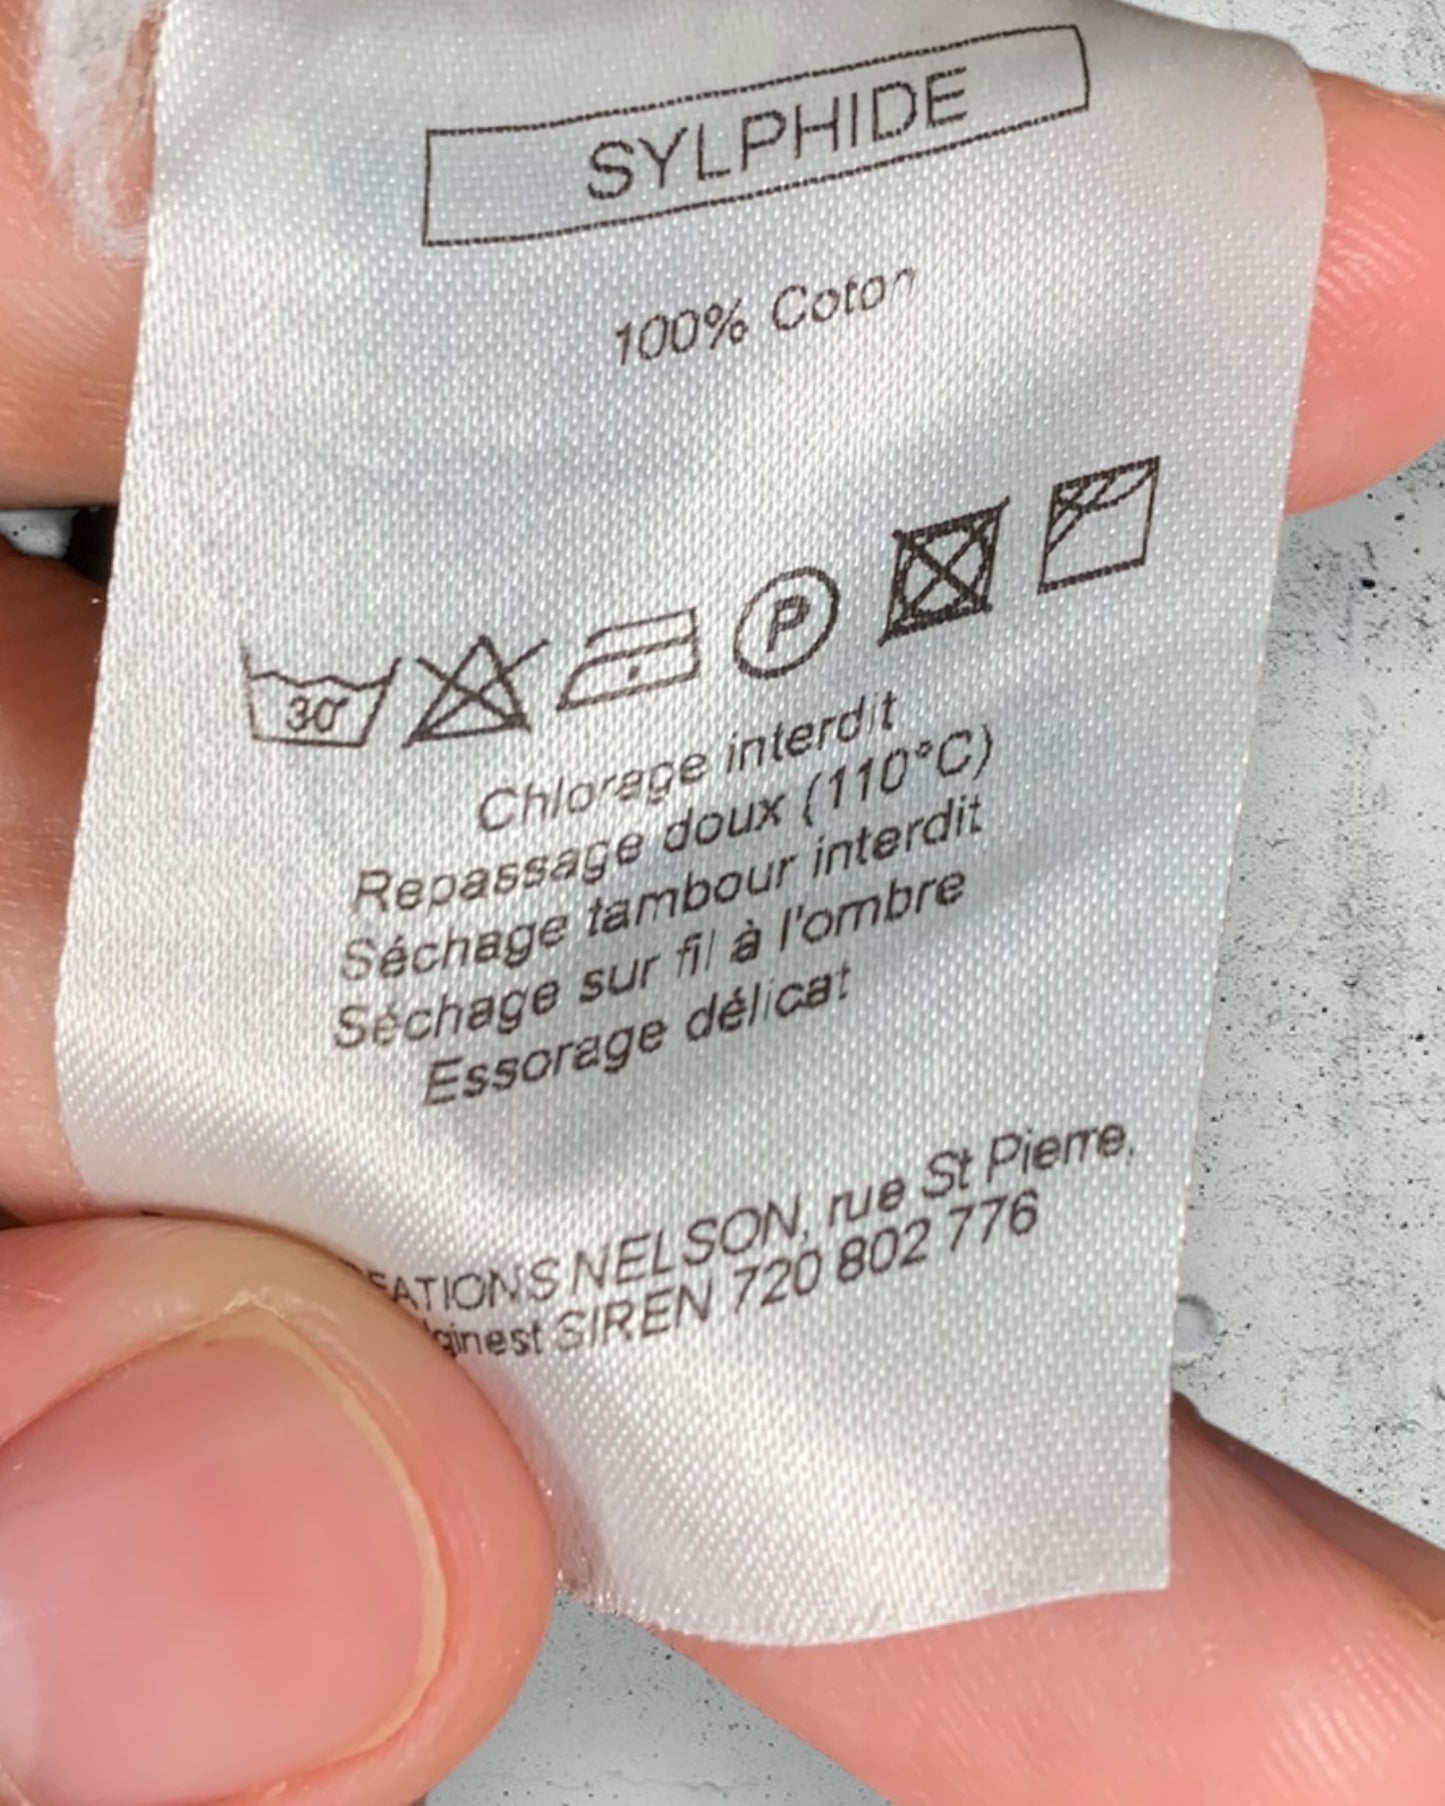 SYLPHIDE
100% Coton
30°
P
Chlorage interdit
Repassage doux (110°C)
Séchage tambour interdit
Séchage sur fil à l'ombre
Essorage délicat
NELSON, rue St Pierre,
SIREN 720 802 776